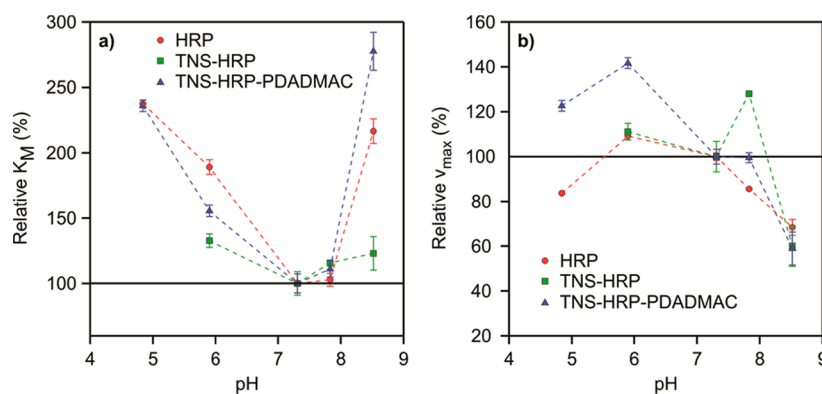 a)
HRP
TNS-HRP
TNS-HRP-PDADMAC
Relative K_M (%)
300
250
200
150
100
4 5 6 7 8 9
pH
b)
HRP
TNS-HRP
TNS-HRP-PDADMAC
Relative v_max (%)
160
140
120
100
80
60
40
20
4 5 6 7 8 9
pH